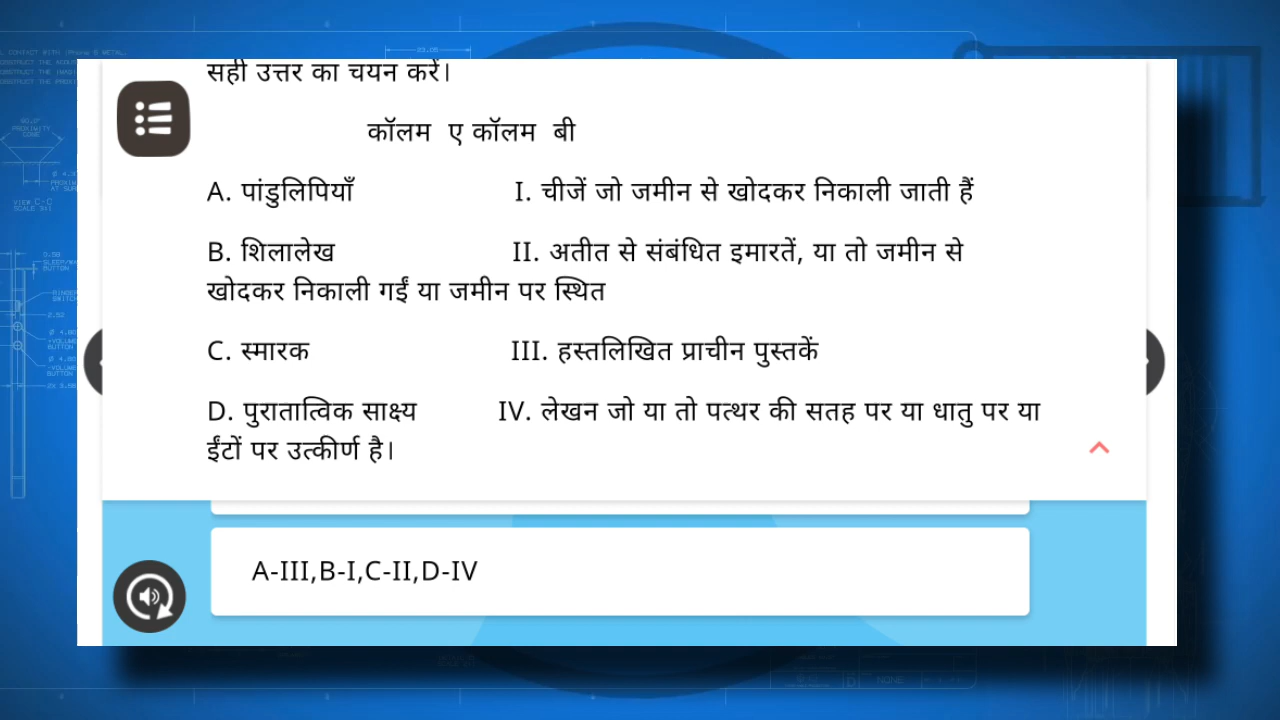 सही उत्तर का चयन करें।
कॉलम ए कॉलम बी
A. पांडुलिपियाँ I. चीजें जो जमीन से खोदकर निकाली जाती हैं
B. शिलालेख II. अतीत से संबंधित इमारतें, या तो जमीन से
खोदकर निकाली गईं या जमीन पर स्थित
C. स्मारक III. हस्तलिखित प्राचीन पुस्तकें
D. पुरातात्विक साक्ष्य IV. लेखन जो या तो पत्थर की सतह पर या धातु पर या
ईंटों पर उत्कीर्ण है।
A-III,B-I,C-II,D-IV